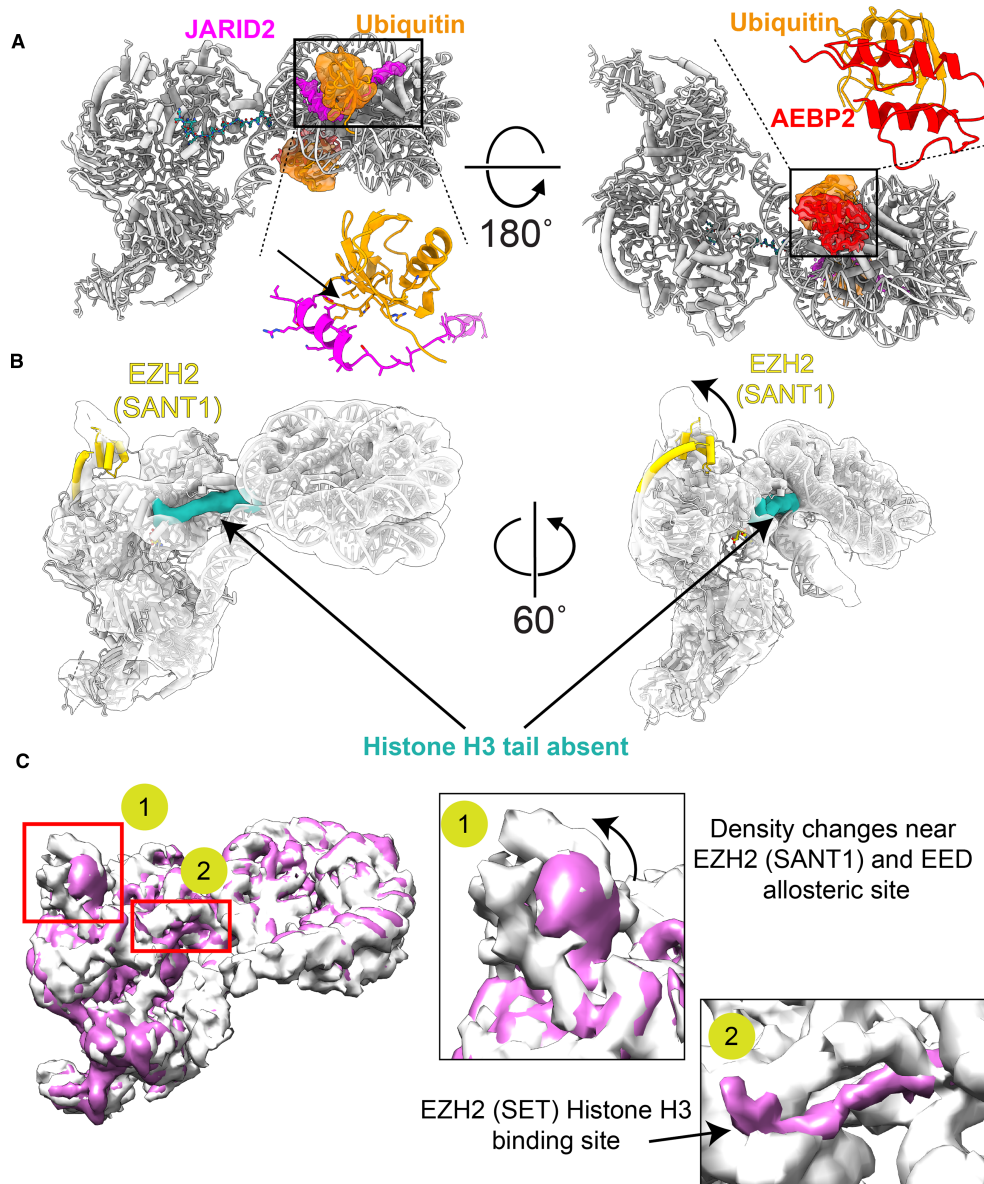 A
JARID2
Ubiquitin
180°
Ubiquitin
AEBP2
B
EZH2
(SANT1)
60°
EZH2
(SANT1)
Histone H3 tail absent
C
1
2
1
Density changes near
EZH2 (SANT1) and EED
allosteric site
2
EZH2 (SET) Histone H3
binding site